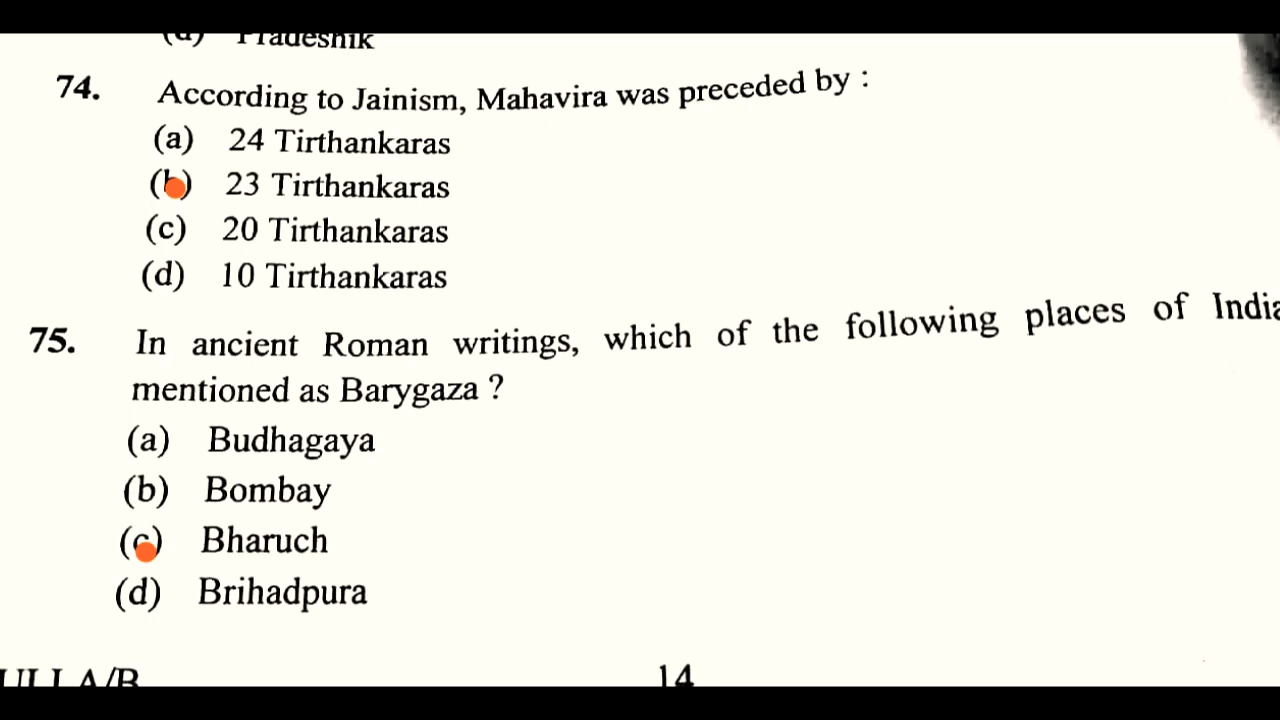 (d) Pradeshik
74. According to Jainism, Mahavira was preceded by :
(a) 24 Tirthankaras
(b) 23 Tirthankaras
(c) 20 Tirthankaras
(d) 10 Tirthankaras
75. In ancient Roman writings, which of the following places of India
mentioned as Barygaza ?
(a) Budhagaya
(b) Bombay
(c) Bharuch
(d) Brihadpura
14